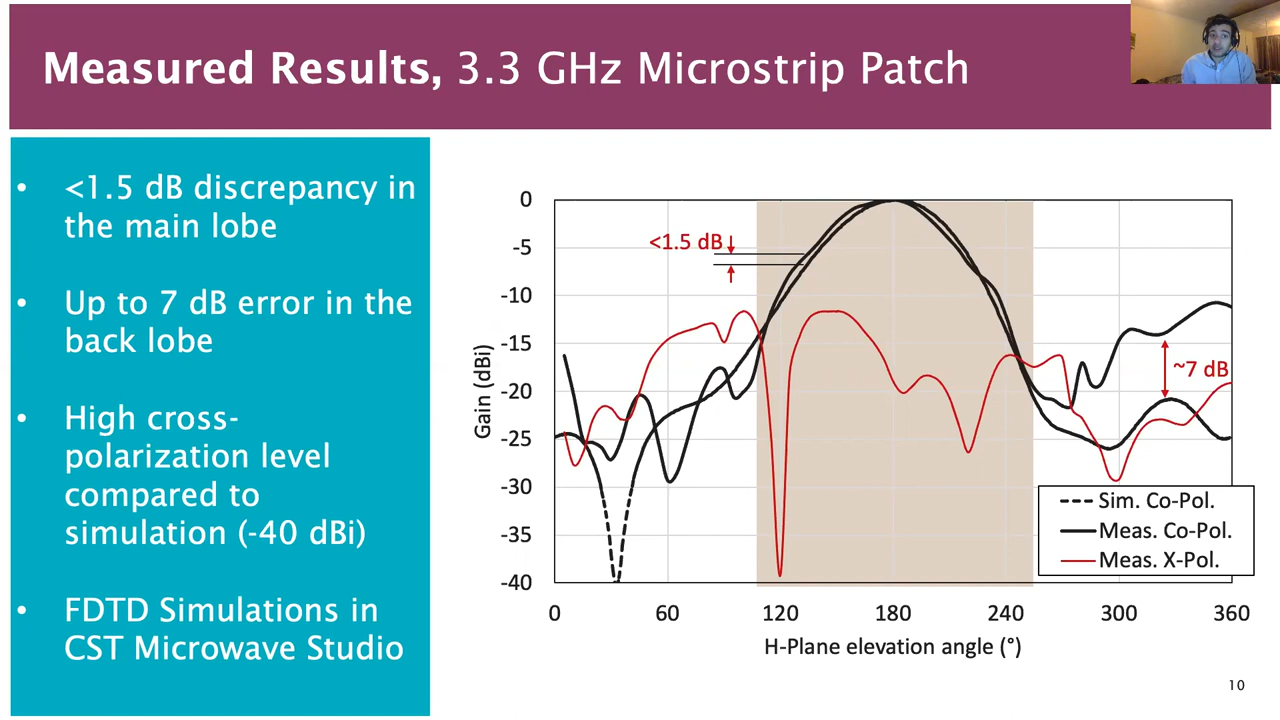 Measured Results, 3.3 GHz Microstrip Patch
• <1.5 dB discrepancy in
the main lobe
• Up to 7 dB error in the
back lobe
• High cross-
polarization level
compared to
simulation (-40 dBi)
• FDTD Simulations in
CST Microwave Studio
Gain (dBi)
0
-5
-10
-15
-20
-25
-30
-35
-40
<1.5 dB
~7 dB
Sim. Co-Pol.
Meas. Co-Pol.
Meas. X-Pol.
0 60 120 180 240 300 360
H-Plane elevation angle (°)
10